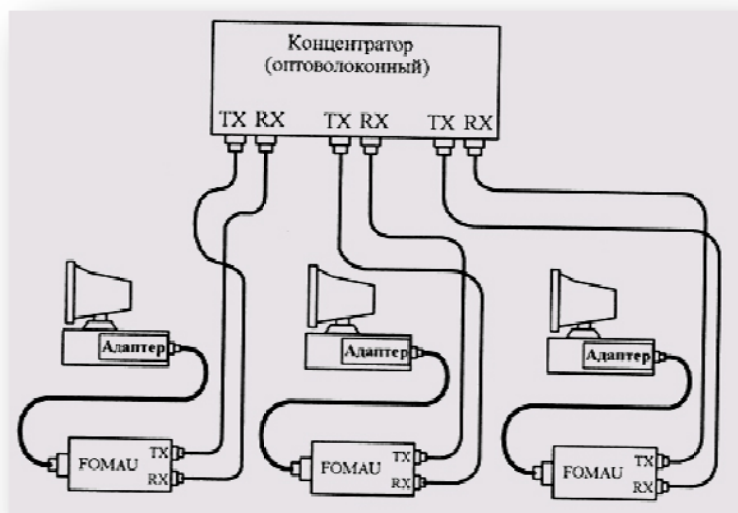 Концентратор
(оптоволоконный)
TX RX TX RX TX RX
Адаптер Адаптер Адаптер
FOMAU TX RX
FOMAU TX RX
FOMAU TX RX